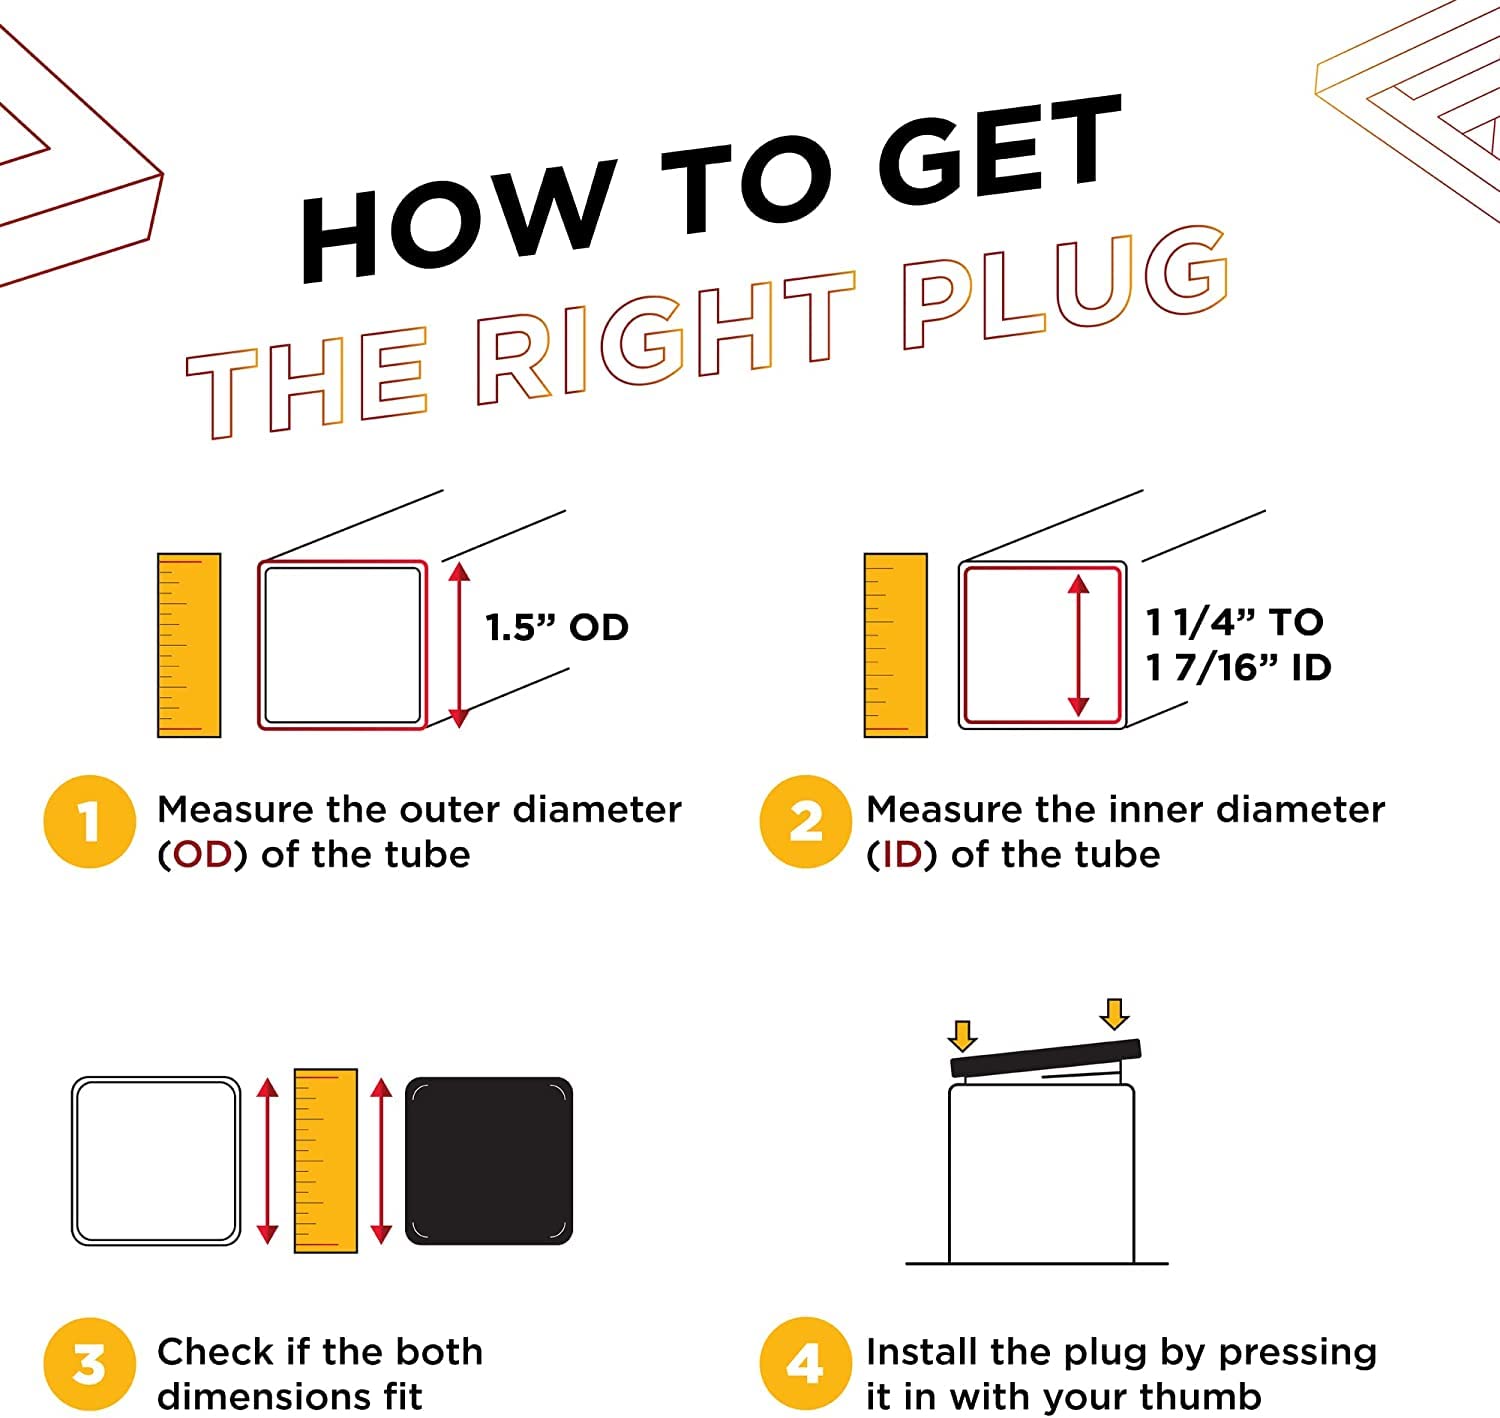 HOW TO GET
THE RIGHT PLUG
1.5” OD
1 1/4” TO
1 7/16” ID
1
Measure the outer diameter
(OD) of the tube
2
Measure the inner diameter
(ID) of the tube
3
Check if the both
dimensions fit
4
Install the plug by pressing
it in with your thumb